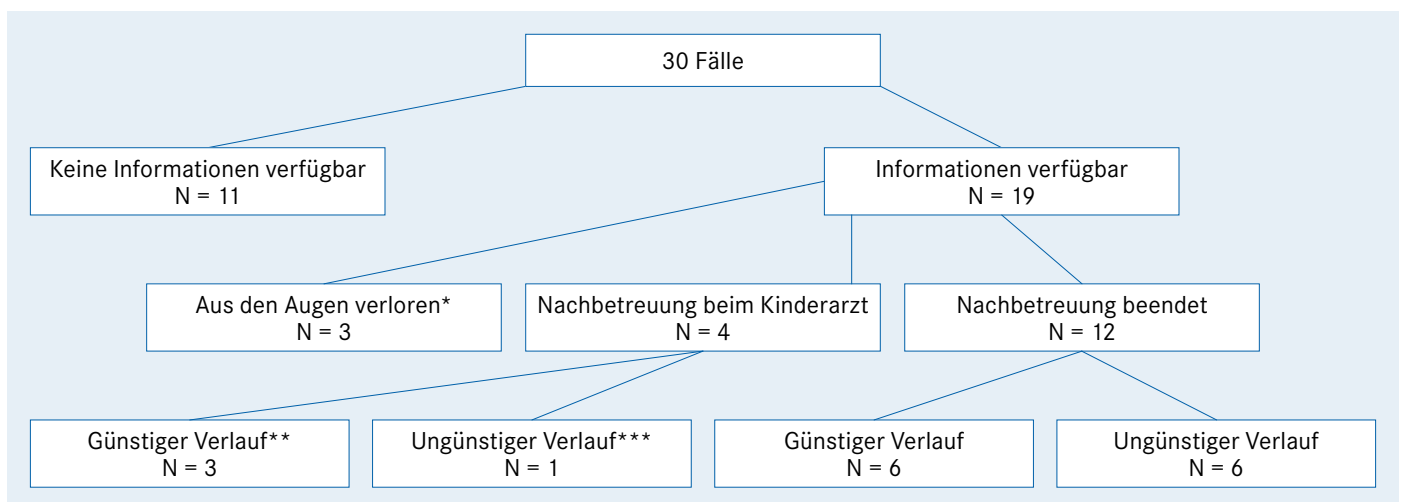 30 Fälle
Keine Informationen verfügbar
N = 11
Informationen verfügbar
N = 19
Aus den Augen verloren*
N = 3
Nachbetreuung beim Kinderarzt
N = 4
Nachbetreuung beendet
N = 12
Günstiger Verlauf**
N = 3
Ungünstiger Verlauf***
N = 1
Günstiger Verlauf
N = 6
Ungünstiger Verlauf
N = 6